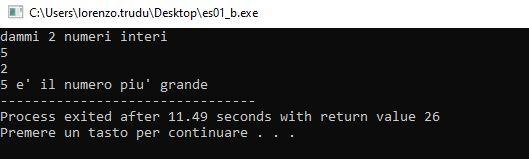 C:\Users\lorenzo.trudu\Desktop\es01_b.exe
dammi 2 numeri interi
5
2
5 e' il numero piu' grande
--------------------------------
Process exited after 11.49 seconds with return value 26
Premere un tasto per continuare . . .